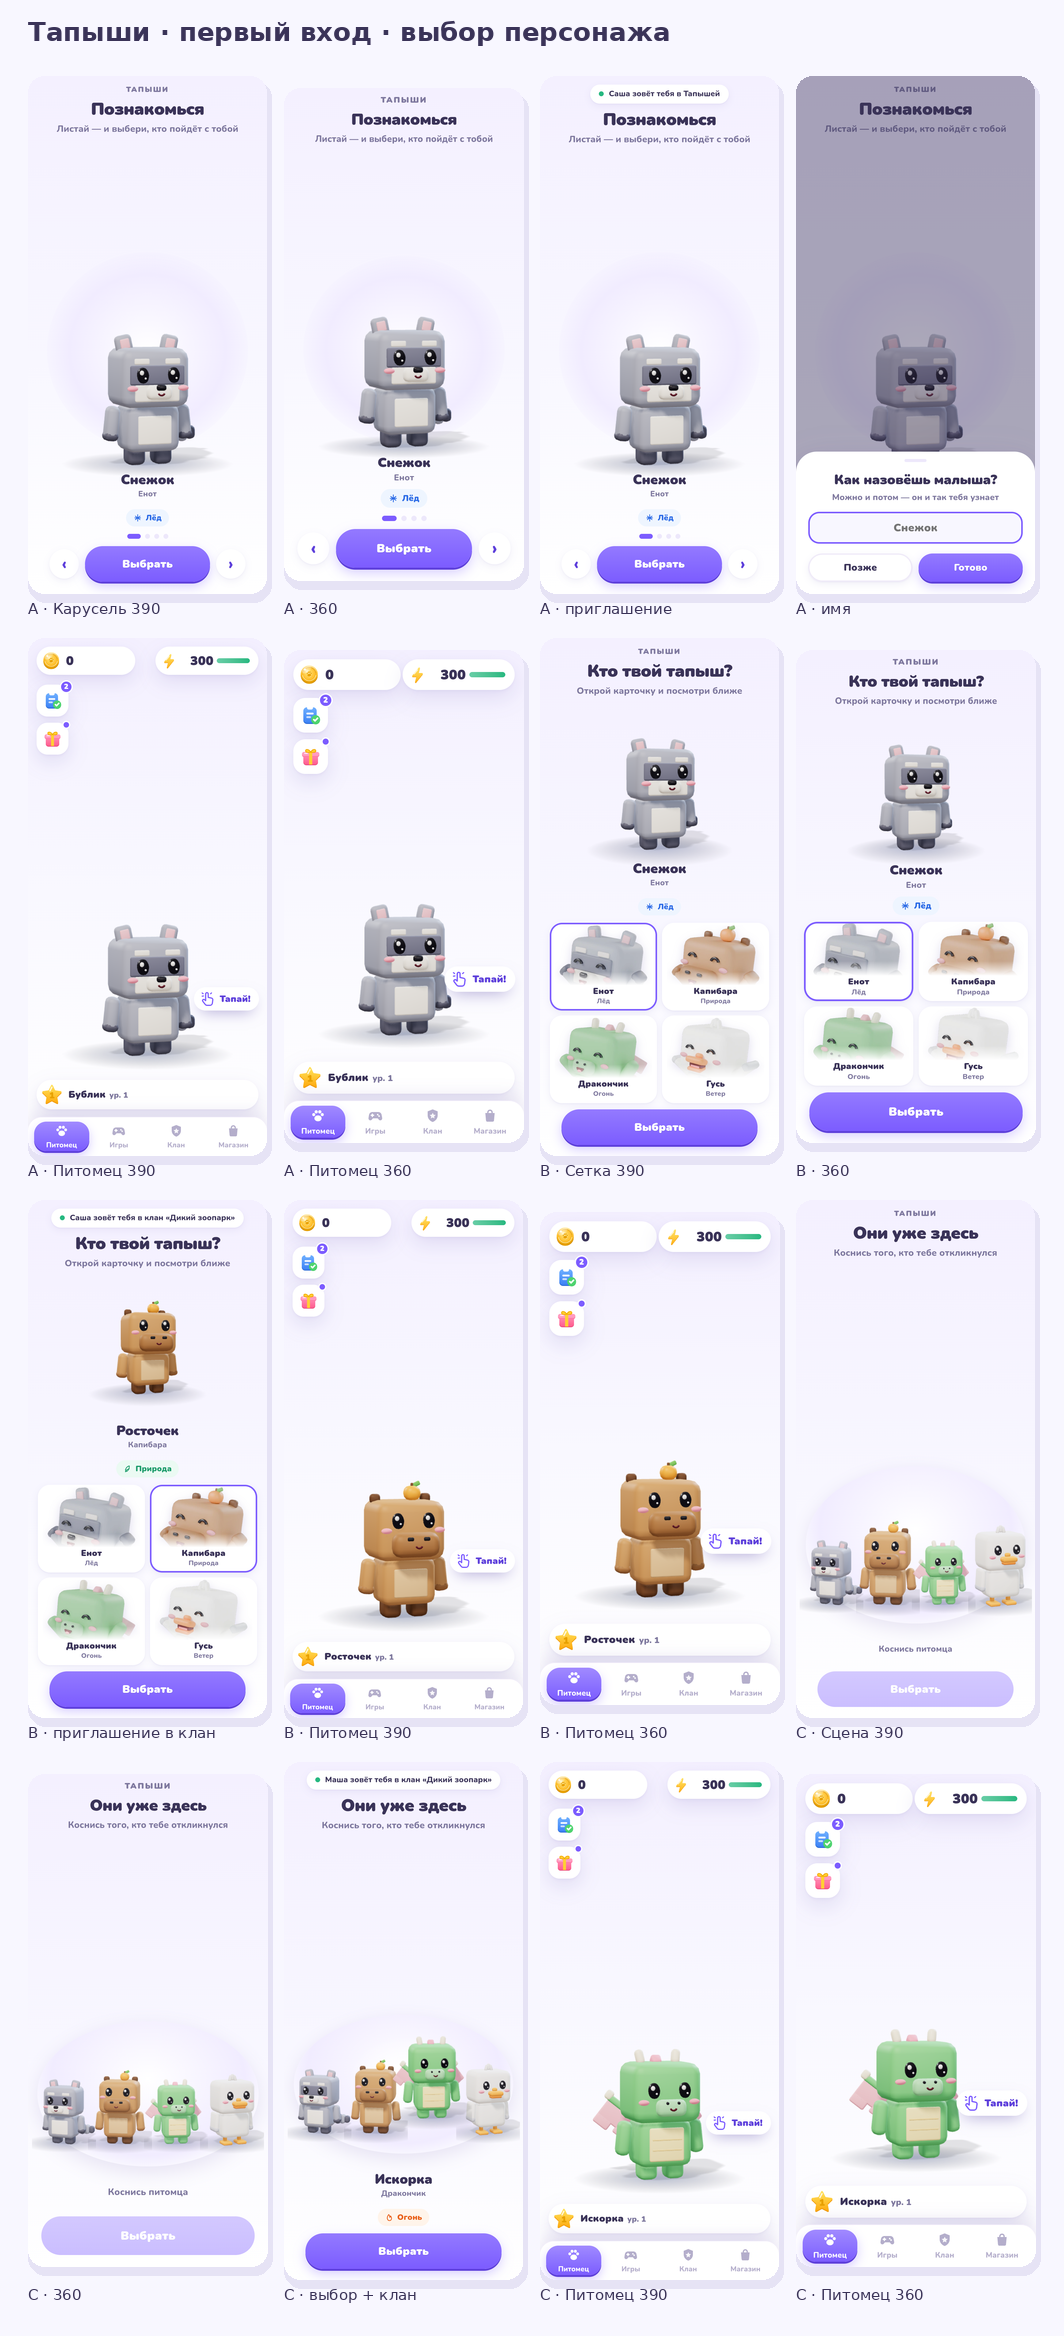 Тапыши · первый вход · выбор персонажа
ТАПЫШИ
Познакомься
Листай — и выбери, кто пойдёт с тобой
Снежок
Енот
Лёд
‹
Выбрать
›
A · Карусель 390
ТАПЫШИ
Познакомься
Листай — и выбери, кто пойдёт с тобой
Снежок
Енот
Лёд
‹
Выбрать
›
A · 360
Саша зовёт тебя в Тапышей
Познакомься
Листай — и выбери, кто пойдёт с тобой
Снежок
Енот
Лёд
‹
Выбрать
›
A · приглашение
ТАПЫШИ
Познакомься
Листай — и выбери, кто пойдёт с тобой
Как назовёшь малыша?
Можно и потом — он и так тебя узнает
Снежок
Позже
Готово
A · имя
0
300
2
Тапай!
Бублик ур. 1
Питомец
Игры
Клан
Магазин
A · Питомец 390
0
300
2
Тапай!
Бублик ур. 1
Питомец
Игры
Клан
Магазин
A · Питомец 360
ТАПЫШИ
Кто твой тапыш?
Открой карточку и посмотри ближе
Снежок
Енот
Лёд
Енот
Лёд
Капибара
Природа
Дракончик
Огонь
Гусь
Ветер
Выбрать
B · Сетка 390
ТАПЫШИ
Кто твой тапыш?
Открой карточку и посмотри ближе
Снежок
Енот
Лёд
Енот
Лёд
Капибара
Природа
Дракончик
Огонь
Гусь
Ветер
Выбрать
B · 360
Саша зовёт тебя в клан «Дикий зоопарк»
Кто твой тапыш?
Открой карточку и посмотри ближе
Росточек
Капибара
Природа
Енот
Лёд
Капибара
Природа
Дракончик
Огонь
Гусь
Ветер
Выбрать
B · приглашение в клан
0
300
2
Тапай!
Росточек ур. 1
Питомец
Игры
Клан
Магазин
B · Питомец 390
0
300
2
Тапай!
Росточек ур. 1
Питомец
Игры
Клан
Магазин
B · Питомец 360
ТАПЫШИ
Они уже здесь
Коснись того, кто тебе откликнулся
Коснись питомца
Выбрать
C · Сцена 390
ТАПЫШИ
Они уже здесь
Коснись того, кто тебе откликнулся
Коснись питомца
Выбрать
C · 360
Маша зовёт тебя в клан «Дикий зоопарк»
Они уже здесь
Коснись того, кто тебе откликнулся
Искорка
Дракончик
Огонь
Выбрать
C · выбор + клан
0
300
2
Тапай!
Искорка ур. 1
Питомец
Игры
Клан
Магазин
C · Питомец 390
0
300
2
Тапай!
Искорка ур. 1
Питомец
Игры
Клан
Магазин
C · Питомец 360